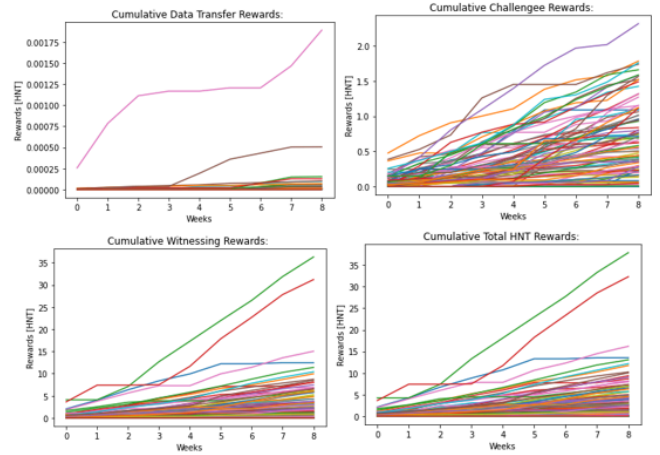 Cumulative Data Transfer Rewards:
Rewards [HNT]
0.00175
0.00150
0.00125
0.00100
0.00075
0.00050
0.00025
0.00000
0 1 2 3 4 5 6 7 8
Weeks
Cumulative Challengee Rewards:
Rewards [HNT]
2.0
1.5
1.0
0.5
0.0
0 1 2 3 4 5 6 7 8
Weeks
Cumulative Witnessing Rewards:
Rewards [HNT]
35
30
25
20
15
10
5
0
0 1 2 3 4 5 6 7 8
Weeks
Cumulative Total HNT Rewards:
Rewards [HNT]
35
30
25
20
15
10
5
0
0 1 2 3 4 5 6 7 8
Weeks